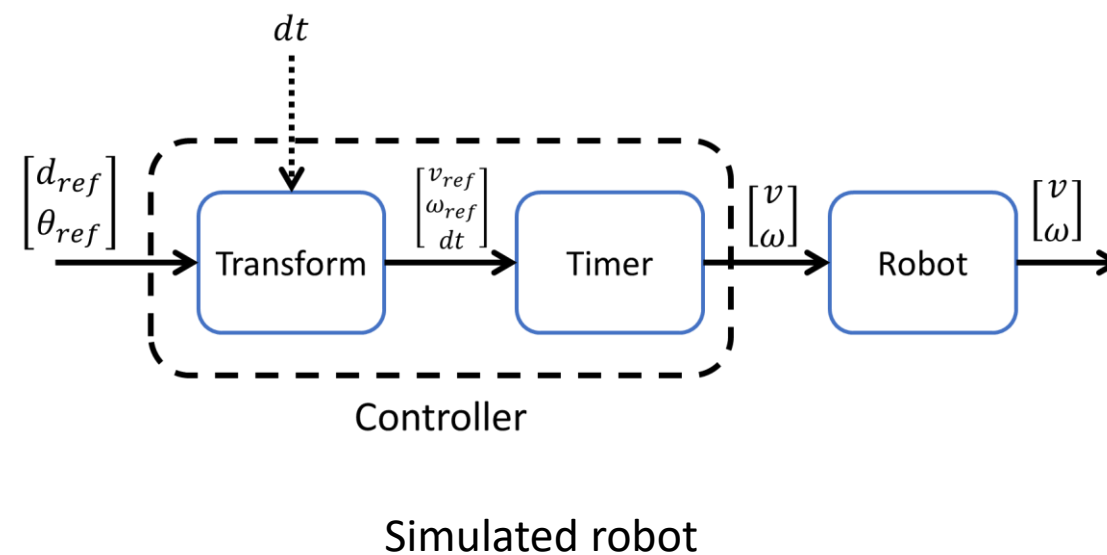 dt
[d_ref
θ_ref]
[v_ref
ω_ref
dt]
[v
ω]
[v
ω]
Transform
Timer
Robot
Controller
Simulated robot